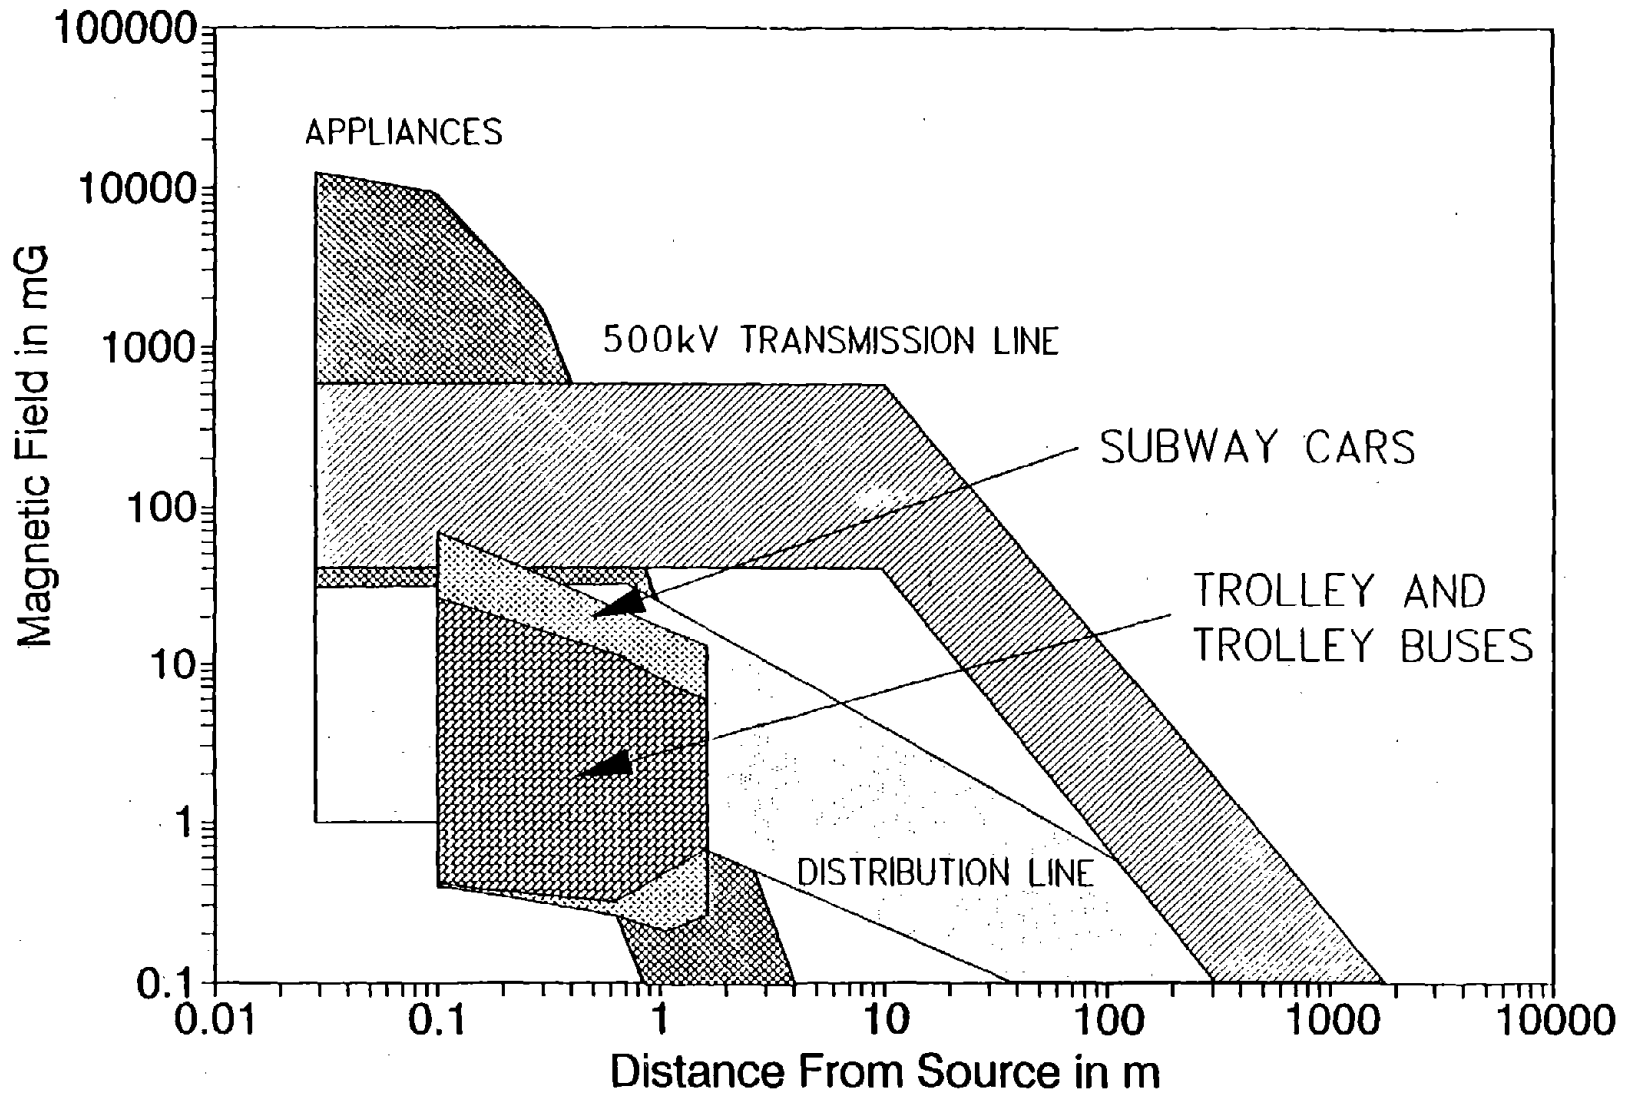 100000
APPLIANCES
10000
1000
500kV TRANSMISSION LINE
SUBWAY CARS
100
TROLLEY AND
TROLLEY BUSES
10
1
DISTRIBUTION LINE
0.1
0.01 0.1 1 10 100 1000 10000
Distance From Source in m
Magnetic Field in mG